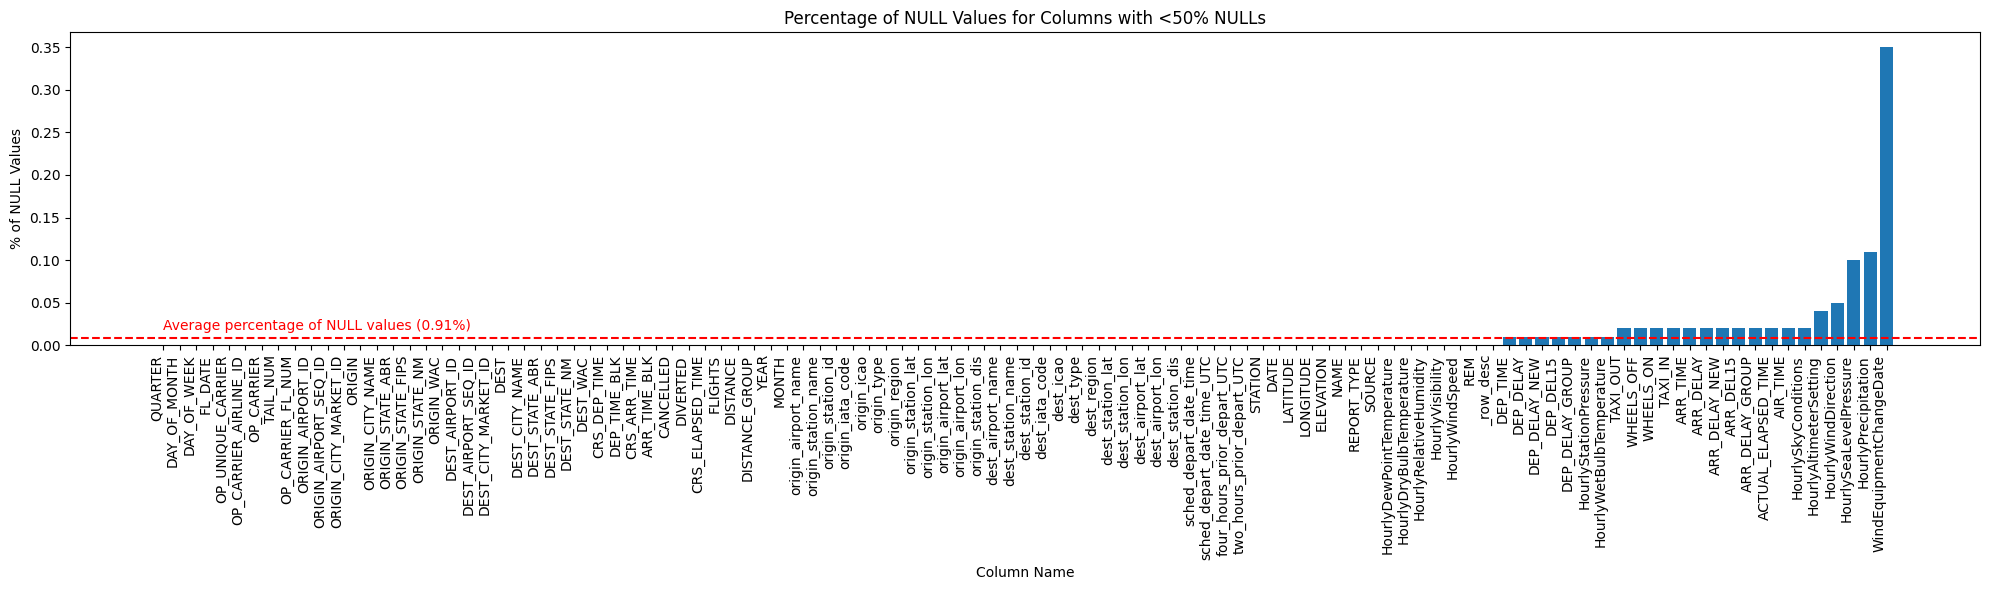 Percentage of NULL Values for Columns with <50% NULLs
% of NULL Values
0.35
0.30
0.25
0.20
0.15
0.10
0.05
0.00
Average percentage of NULL values (0.91%)
QUARTER
DAY_OF_MONTH
DAY_OF_WEEK
FL_DATE
OP_UNIQUE_CARRIER
OP_CARRIER_AIRLINE_ID
OP_CARRIER
TAIL_NUM
OP_CARRIER_FL_NUM
ORIGIN_AIRPORT_ID
ORIGIN_AIRPORT_SEQ_ID
ORIGIN_CITY_MARKET_ID
ORIGIN
ORIGIN_CITY_NAME
ORIGIN_STATE_ABR
ORIGIN_STATE_FIPS
ORIGIN_STATE_NM
ORIGIN_WAC
DEST_AIRPORT_ID
DEST_AIRPORT_SEQ_ID
DEST_CITY_MARKET_ID
DEST
DEST_CITY_NAME
DEST_STATE_ABR
DEST_STATE_FIPS
DEST_STATE_NM
DEST_WAC
CRS_DEP_TIME
DEP_TIME_BLK
CRS_ARR_TIME
ARR_TIME_BLK
CANCELLED
DIVERTED
CRS_ELAPSED_TIME
FLIGHTS
DISTANCE
DISTANCE_GROUP
YEAR
MONTH
origin_airport_name
origin_station_name
origin_station_id
origin_iata_code
origin_icao
origin_type
origin_region
origin_station_lat
origin_station_lon
origin_airport_lat
origin_airport_lon
origin_station_dis
dest_airport_name
dest_station_name
dest_station_id
dest_iata_code
dest_icao
dest_type
dest_region
dest_station_lat
dest_station_lon
dest_airport_lat
dest_airport_lon
dest_station_dis
sched_depart_date_time
sched_depart_date_time_UTC
four_hours_prior_depart_UTC
two_hours_prior_depart_UTC
STATION
DATE
LATITUDE
LONGITUDE
ELEVATION
NAME
REPORT_TYPE
SOURCE
HourlyDewPointTemperature
HourlyDryBulbTemperature
HourlyRelativeHumidity
HourlyVisibility
HourlyWindSpeed
REM
_row_desc
DEP_TIME
DEP_DELAY
DEP_DELAY_NEW
DEP_DEL15
DEP_DELAY_GROUP
HourlyStationPressure
HourlyWetBulbTemperature
TAXI_OUT
WHEELS_OFF
WHEELS_ON
TAXI_IN
ARR_TIME
ARR_DELAY
ARR_DELAY_NEW
ARR_DEL15
ARR_DELAY_GROUP
ACTUAL_ELAPSED_TIME
AIR_TIME
HourlySkyConditions
HourlyAltimeterSetting
HourlyWindDirection
HourlySeaLevelPressure
HourlyPrecipitation
WindEquipmentChangeDate
Column Name